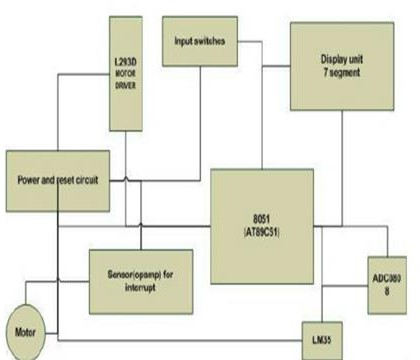 L293D
MOTOR
DRIVER
Input switches
Display unit
7 segment
Power and reset circuit
8051
(AT89C51)
Sensor(opamp) for
interrupt
ADC080
8
Motor
LM35